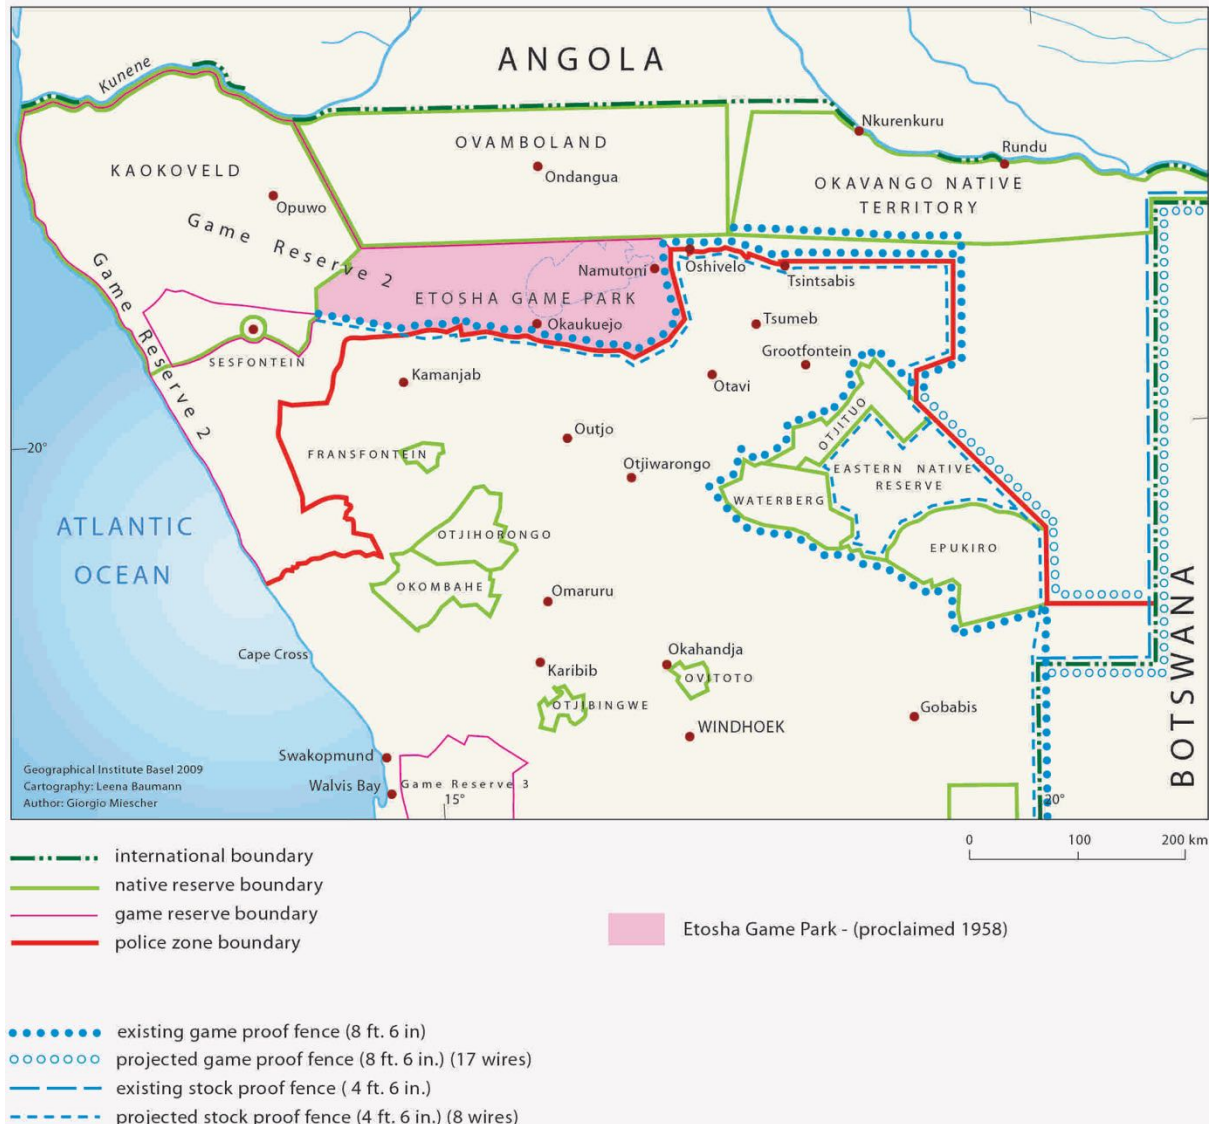 ANGOLA
Kunene
Nkurenkuru
OVAMBOLAND
Rundu
KAOKOVELD
Ondangua
OKAVANGO NATIVE
TERRITORY
Opuwo
Game Reserve 2
Oshivelo
Namutoni
Tsintsabis
ETOSHA GAME PARK
Okaukuejo
Tsumeb
Game Reserve 2
SESFONTEIN
Grootfontein
Kamanjab
Otavi
OTJITUO
20°
Outjo
FRANSFONTEIN
Otjiwarongo
EASTERN NATIVE
RESERVE
WATERBERG
ATLANTIC
OCEAN
OTJIHORONGO
EPUKIRO
OKOMBAHE
Omaruru
BOTSWANA
Cape Cross
Okahandja
Karibib
OVITOTO
OTJIBINGWE
Gobabis
WINDHOEK
Swakopmund
Geographical Institute Basel 2009
Cartography: Leena Baumann
Author: Giorgio Miescher
Walvis Bay
Game Reserve 3
15°
20°
0 100 200 km
international boundary
native reserve boundary
game reserve boundary
police zone boundary
Etosha Game Park - (proclaimed 1958)
existing game proof fence (8 ft. 6 in)
projected game proof fence (8 ft. 6 in.) (17 wires)
existing stock proof fence ( 4 ft. 6 in.)
projected stock proof fence (4 ft. 6 in.) (8 wires)